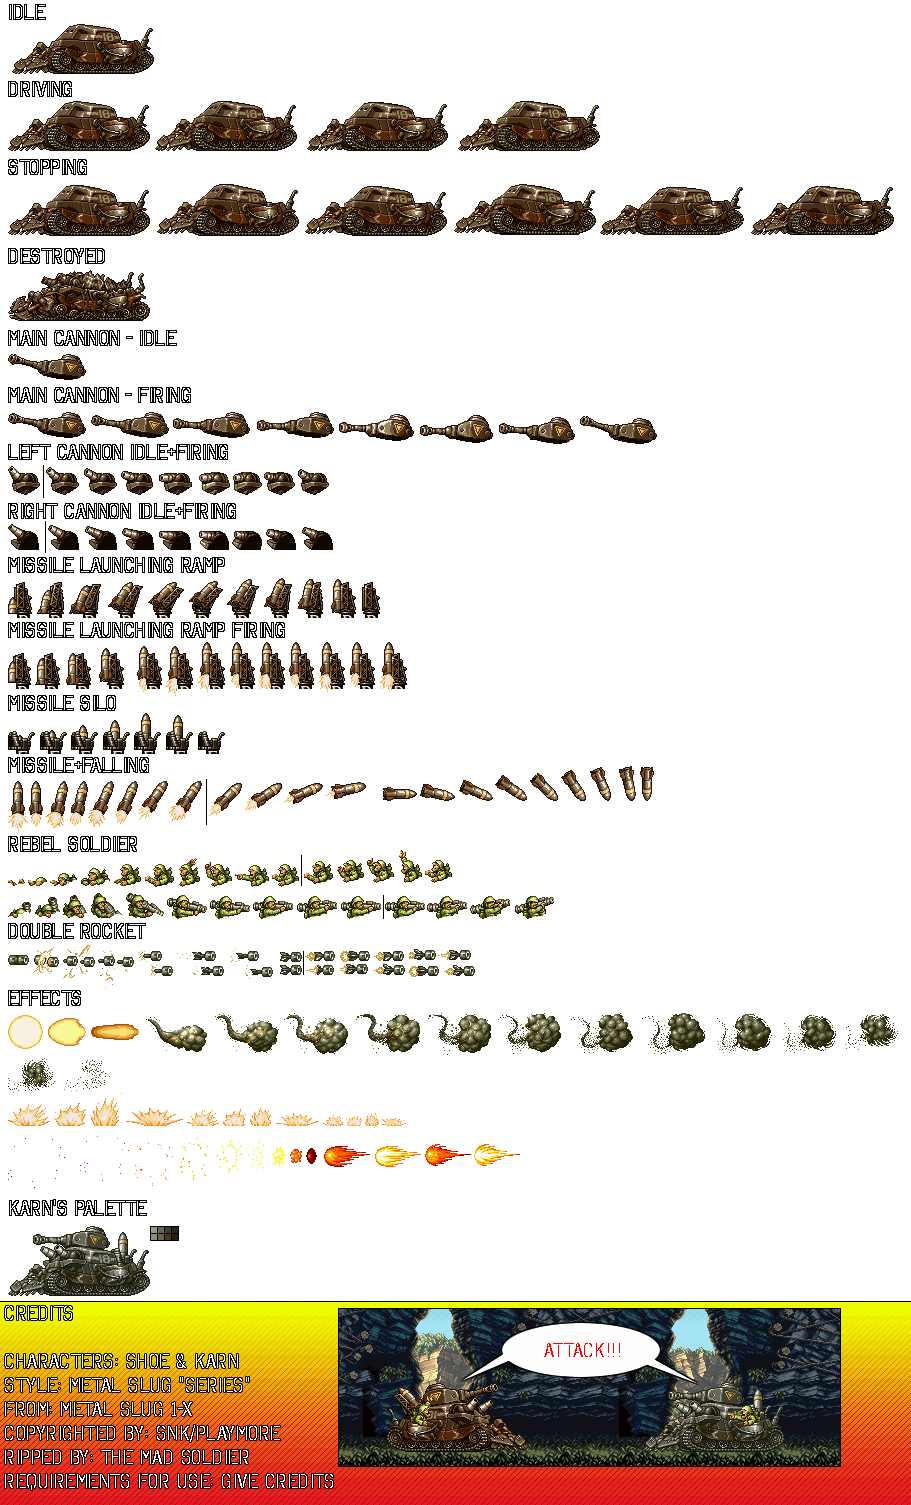 IDLE
DRIVING
STOPPING
DESTROYED
MAIN CANNON - IDLE
MAIN CANNON - FIRING
LEFT CANNON IDLE+FIRING
RIGHT CANNON IDLE+FIRING
MISSILE LAUNCHING RAMP
MISSILE LAUNCHING RAMP FIRING
MISSILE SILO
MISSILE+FALLING
REBEL SOLDIER
DOUBLE ROCKET
EFFECTS
KARN'S PALETTE
CREDITS
CHARACTERS: SHOE & KARN
STYLE: METAL SLUG "SERIES"
FROM: METAL SLUG 1-X
COPYRIGHTED BY: SNK/PLAYMORE
RIPPED BY: THE MAD SOLDIER
REQUIREMENTS FOR USE: GIVE CREDITS
ATTACK!!!